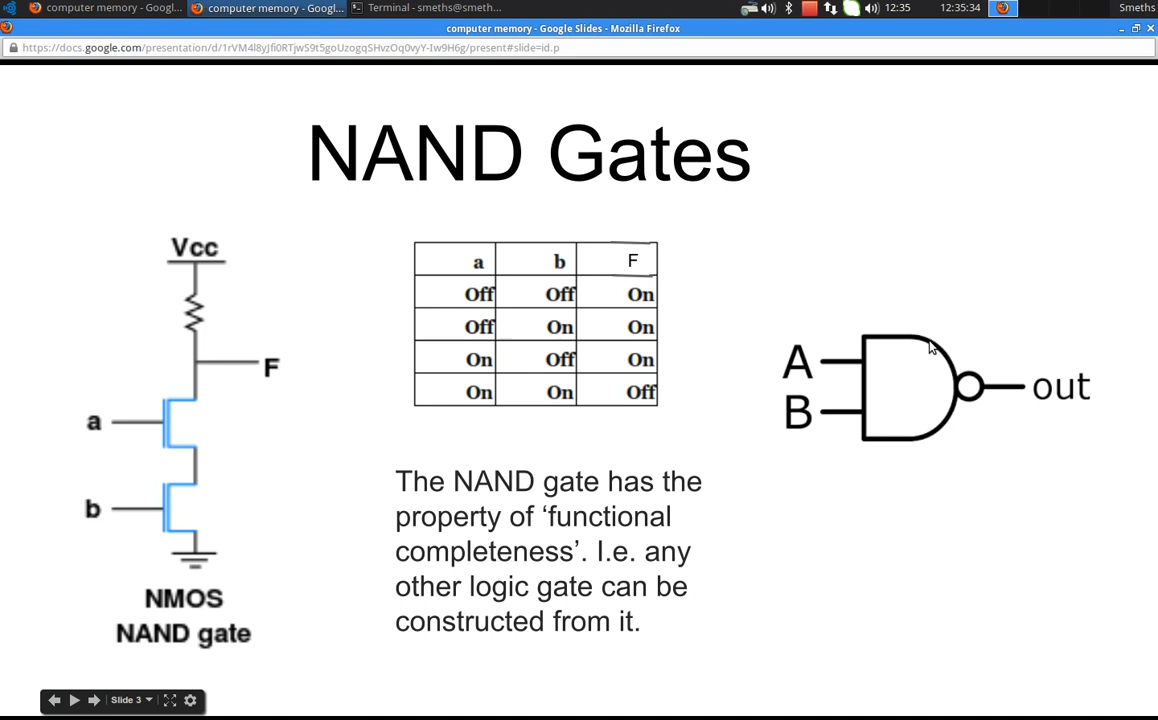 computer memory - Googl...
computer memory - Googl...
Terminal - smeths@smeth...
12:35
12:35:34
Smeths
computer memory - Google Slides - Mozilla Firefox
https://docs.google.com/presentation/d/1rVM4l8yJfi0RTjwS9t5goUzogqSHvzOq0vyY-Iw9H6g/present#slide=id.p
NAND Gates
Vcc
F
a
b
NMOS
NAND gate
a b F
Off Off On
Off On On
On Off On
On On Off
The NAND gate has the
property of ‘functional
completeness’. I.e. any
other logic gate can be
constructed from it.
A
B
out
Slide 3